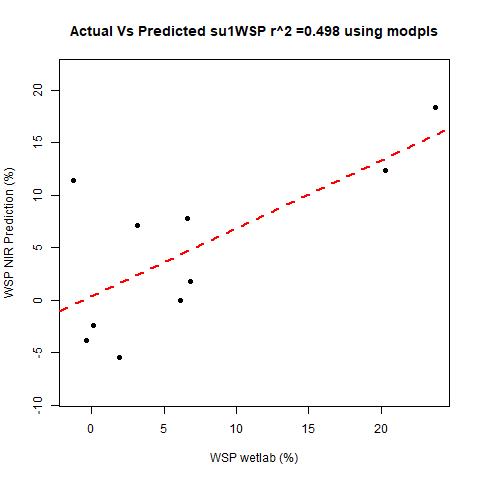 Actual Vs Predicted su1WSP r^2 =0.498 using modpls
WSP NIR Prediction (%)
20
15
10
5
0
-5
-10
0 5 10 15 20
WSP wetlab (%)